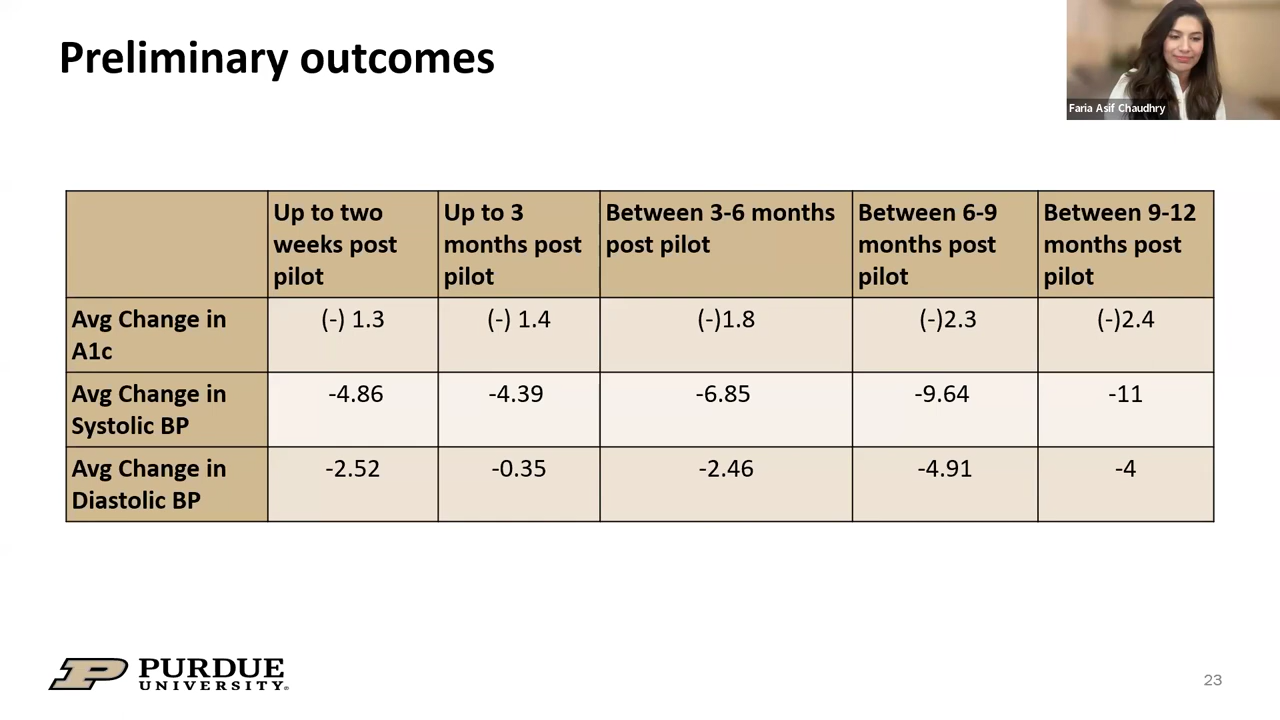 Preliminary outcomes
Faria Asif Chaudhry
Up to two
weeks post
pilot
Up to 3
months post
pilot
Between 3-6 months
post pilot
Between 6-9
months post
pilot
Between 9-12
months post
pilot
Avg Change in
A1c
(-) 1.3
(-) 1.4
(-)1.8
(-)2.3
(-)2.4
Avg Change in
Systolic BP
-4.86
-4.39
-6.85
-9.64
-11
Avg Change in
Diastolic BP
-2.52
-0.35
-2.46
-4.91
-4
P PURDUE
UNIVERSITY®
23